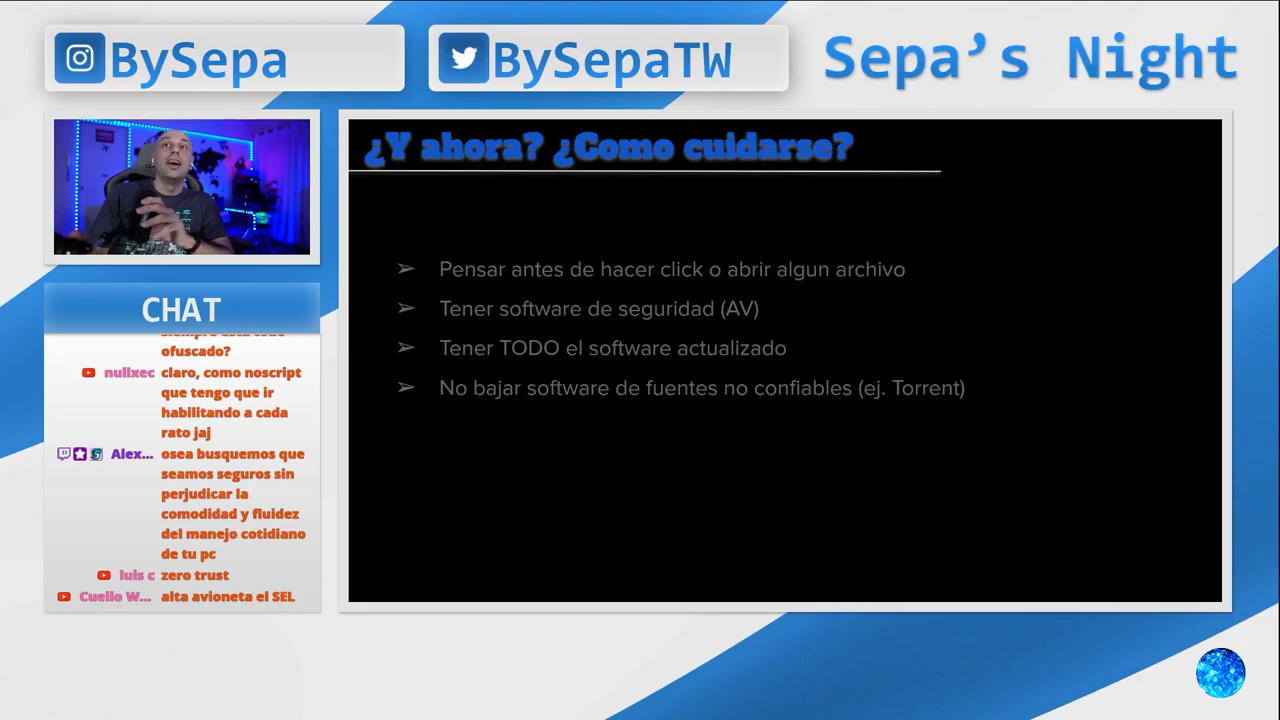 BySepa
BySepaTW
Sepa’s Night
¿Y ahora? ¿Como cuidarse?
➢ Pensar antes de hacer click o abrir algun archivo
➢ Tener software de seguridad (AV)
➢ Tener TODO el software actualizado
➢ No bajar software de fuentes no confiables (ej. Torrent)
CHAT
ofuscado?
nullxec claro, como noscript
que tengo que ir
habilitando a cada
rato jaj
Alex... osea busquemos que
seamos seguros sin
perjudicar la
comodidad y fluidez
del manejo cotidiano
de tu pc
luis c zero trust
Cuello W... alta avioneta el SEL